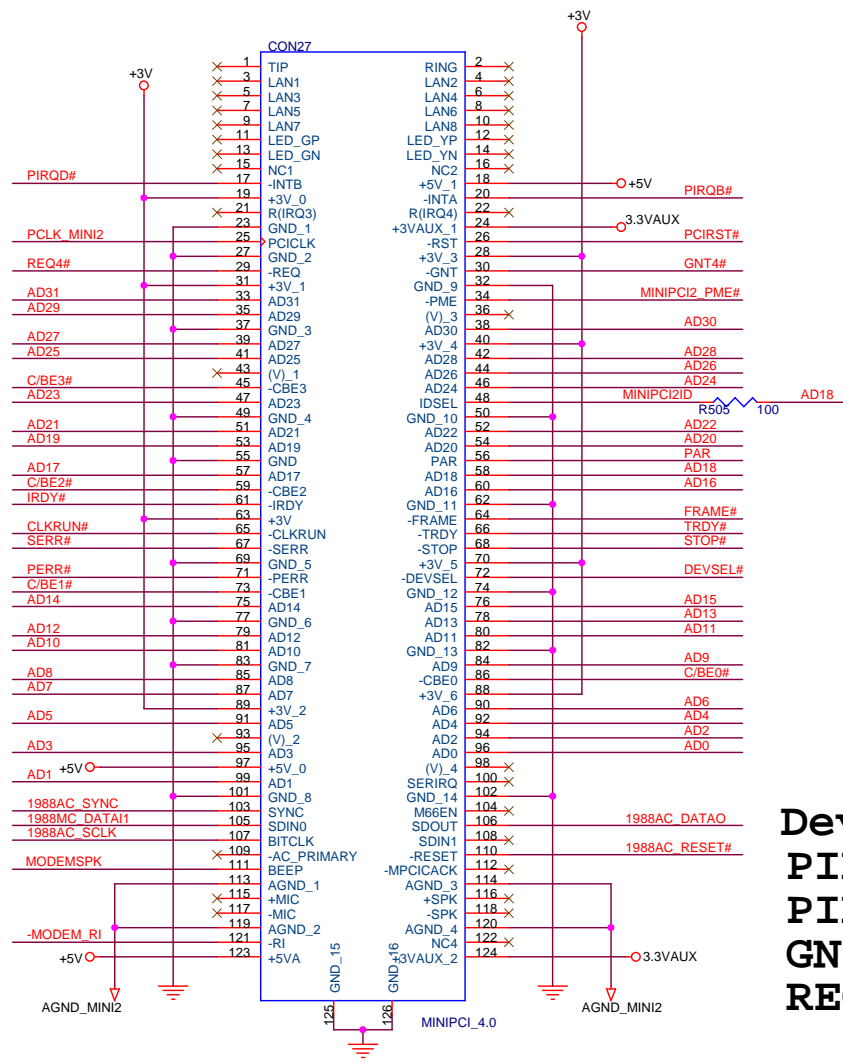 +3V
CON27
+3V
1 TIP RING 2
3 LAN1 LAN2 4
5 LAN3 LAN4 6
7 LAN5 LAN6 8
9 LAN7 LAN8 10
11 LED_GP LED_YP 12
13 LED_GN LED_YN 14
15 NC1 NC2 16
PIRQD# 17 -INTB +5V_1 18 +5V
19 +3V_0 -INTA 20 PIRQB#
21 R(IRQ3) R(IRQ4) 22
23 GND_1 +3VAUX_1 24 3.3VAUX
PCLK_MINI2 25 PCICLK -RST 26 PCIRST#
27 GND_2 +3V_3 28
REQ4# 29 -REQ -GNT 30 GNT4#
31 +3V_1 GND_9 32
AD31 33 AD31 -PME 34 MINIPCI2_PME#
AD29 35 AD29 (V)_3 36
37 GND_3 AD30 38 AD30
AD27 39 AD27 +3V_4 40
AD25 41 AD25 AD28 42 AD28
43 (V)_1 AD26 44 AD26
C/BE3# 45 -CBE3 AD24 46 AD24
AD23 47 AD23 IDSEL 48 MINIPCI2ID R505 100 AD18
49 GND_4 GND_10 50
AD21 51 AD21 AD22 52 AD22
AD19 53 AD19 AD20 54 AD20
55 GND PAR 56 PAR
AD17 57 AD17 AD18 58 AD18
C/BE2# 59 -CBE2 AD16 60 AD16
IRDY# 61 -IRDY GND_11 62
63 +3V -FRAME 64 FRAME#
CLKRUN# 65 -CLKRUN -TRDY 66 TRDY#
SERR# 67 -SERR -STOP 68 STOP#
69 GND_5 +3V_5 70
PERR# 71 -PERR -DEVSEL 72 DEVSEL#
C/BE1# 73 -CBE1 GND_12 74
AD14 75 AD14 AD15 76 AD15
77 GND_6 AD13 78 AD13
AD12 79 AD12 AD11 80 AD11
AD10 81 AD10 GND_13 82
83 GND_7 AD9 84 AD9
AD8 85 AD8 -CBE0 86 C/BE0#
AD7 87 AD7 +3V_6 88
89 +3V_2 AD6 90 AD6
AD5 91 AD5 AD4 92 AD4
93 (V)_2 AD2 94 AD2
AD3 95 AD3 AD0 96 AD0
+5V 97 +5V_0 (V)_4 98
AD1 99 AD1 SERIRQ 100
101 GND_8 GND_14 102
1988AC_SYNC 103 SYNC M66EN 104
1988MC_DATAI1 105 SDIN0 SDOUT 106 1988AC_DATAO
1988AC_SCLK 107 BITCLK SDIN1 108
109 -AC_PRIMARY -RESET 110 1988AC_RESET#
MODEMSPK 111 BEEP -MPCICACK 112
113 AGND_1 AGND_3 114
115 +MIC +SPK 116
117 -MIC -SPK 118
119 AGND_2 AGND_4 120
-MODEM_RI 121 -RI NC4 122
+5V 123 +5VA +3VAUX_2 124 3.3VAUX
GND_15 GND_16
125 126
AGND_MINI2 AGND_MINI2
MINIPCI_4.0